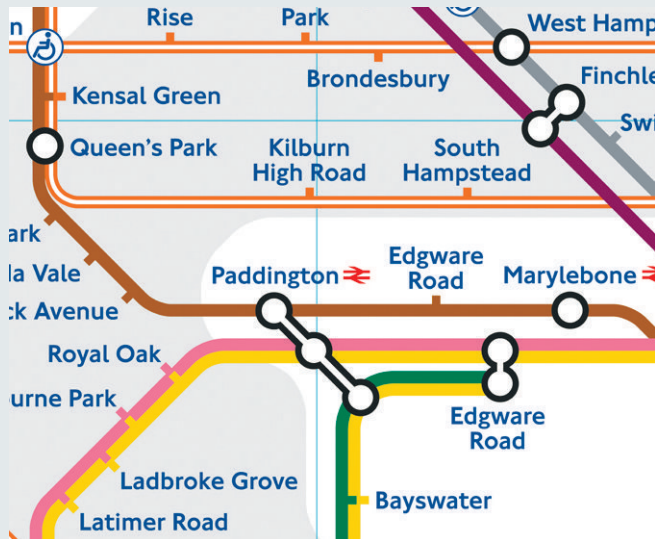 Rise
Park
West Hamp
Brondesbury
Finchle
Kensal Green
Swi
Queen's Park
Kilburn
High Road
South
Hampstead
ark
la Vale
ck Avenue
Paddington
Edgware
Road
Marylebone
Royal Oak
urne Park
Edgware
Road
Ladbroke Grove
Bayswater
Latimer Road